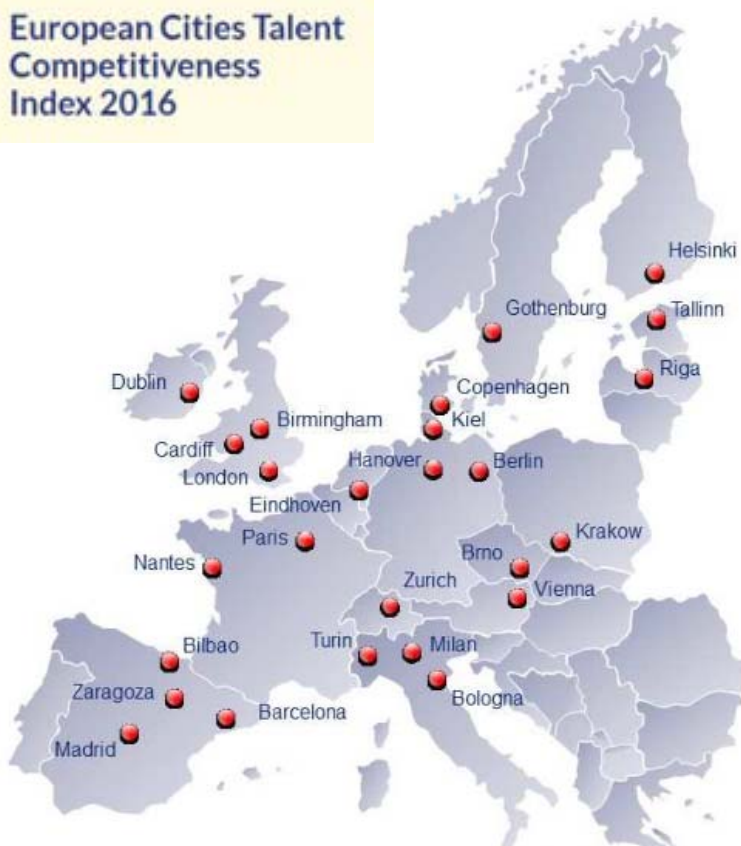 European Cities Talent
Competitiveness
Index 2016
Helsinki
Gothenburg
Tallinn
Riga
Dublin
Copenhagen
Birmingham
Kiel
Cardiff
Hanover
Berlin
London
Eindhoven
Paris
Krakow
Brno
Nantes
Zurich
Vienna
Bilbao
Turin
Milan
Zaragoza
Bologna
Barcelona
Madrid